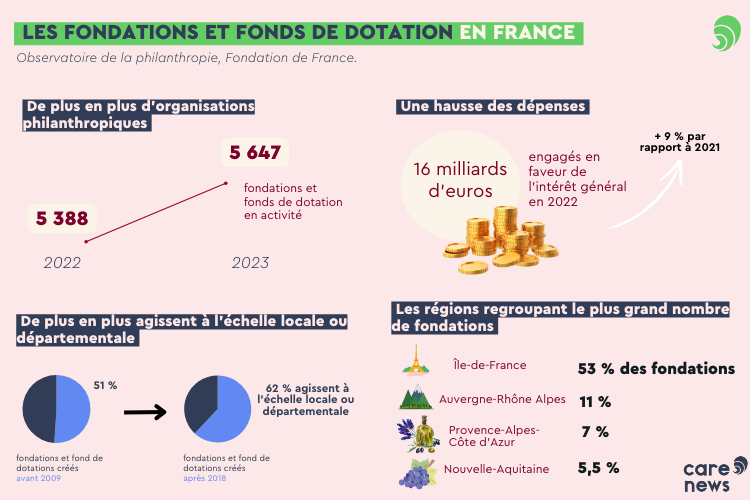 LES FONDATIONS ET FONDS DE DOTATION EN FRANCE
Observatoire de la philanthropie, Fondation de France.
De plus en plus d'organisations
philanthropiques
5 388
5 647
fondations et
fonds de dotation
en activité
2022
2023
Une hausse des dépenses
16 milliards
d'euros
engagés en
faveur de
l'intérêt général
en 2022
+ 9 % par
rapport à 2021
De plus en plus agissent à l'échelle locale ou
départementale
51 %
fondations et fond de
dotations créés
avant 2009
62 % agissent à
l'échelle locale ou
départementale
fondations et fond de
dotations créés
après 2018
Les régions regroupant le plus grand nombre
de fondations
Île-de-France
53 % des fondations
Auvergne-Rhône Alpes
11 %
Provence-Alpes-
Côte d'Azur
7 %
Nouvelle-Aquitaine
5,5 %
care
news